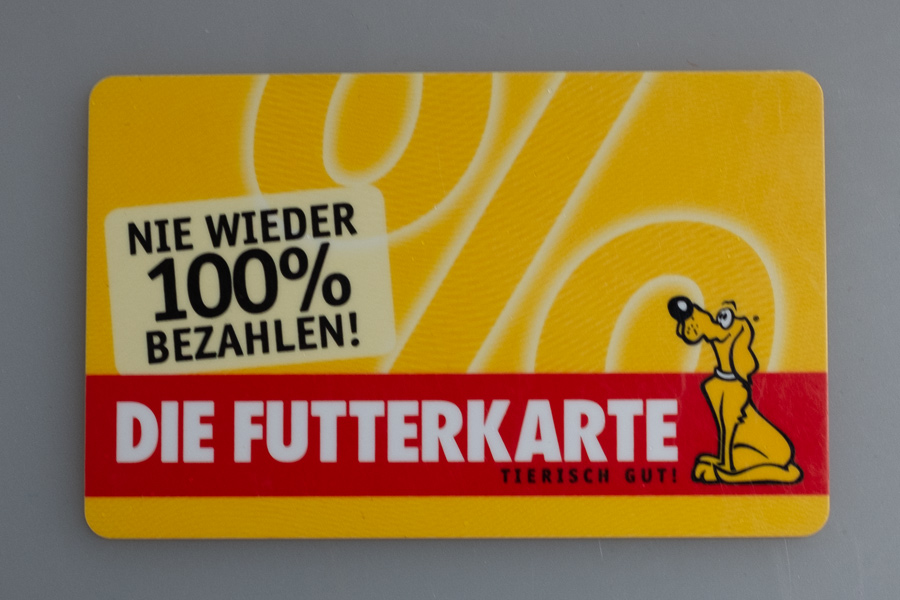 NIE WIEDER
100%
BEZAHLEN!
DIE FUTTERKARTE
TIERISCH GUT!